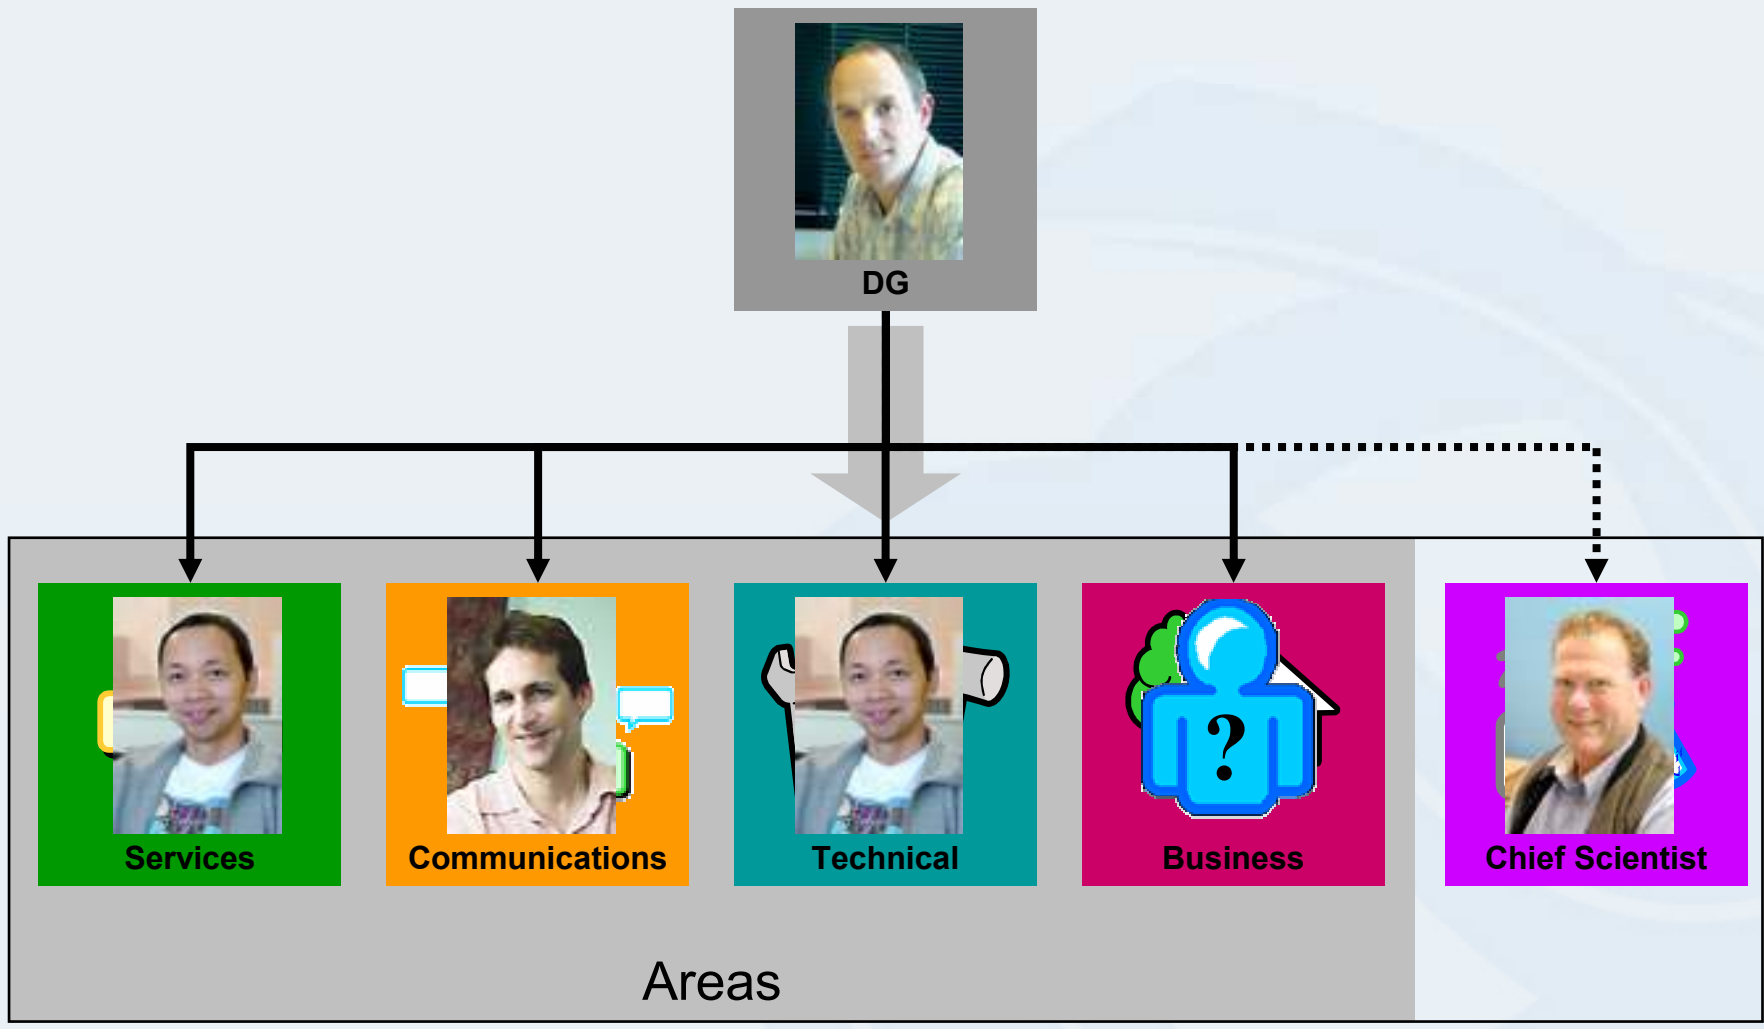 DG
Services
Communications
Technical
?
Business
Chief Scientist
Areas